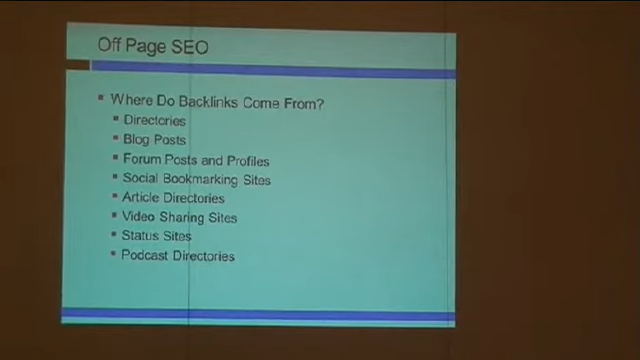 Off Page SEO
Where Do Backlinks Come From?
Directories
Blog Posts
Forum Posts and Profiles
Social Bookmarking Sites
Article Directories
Video Sharing Sites
Status Sites
Podcast Directories